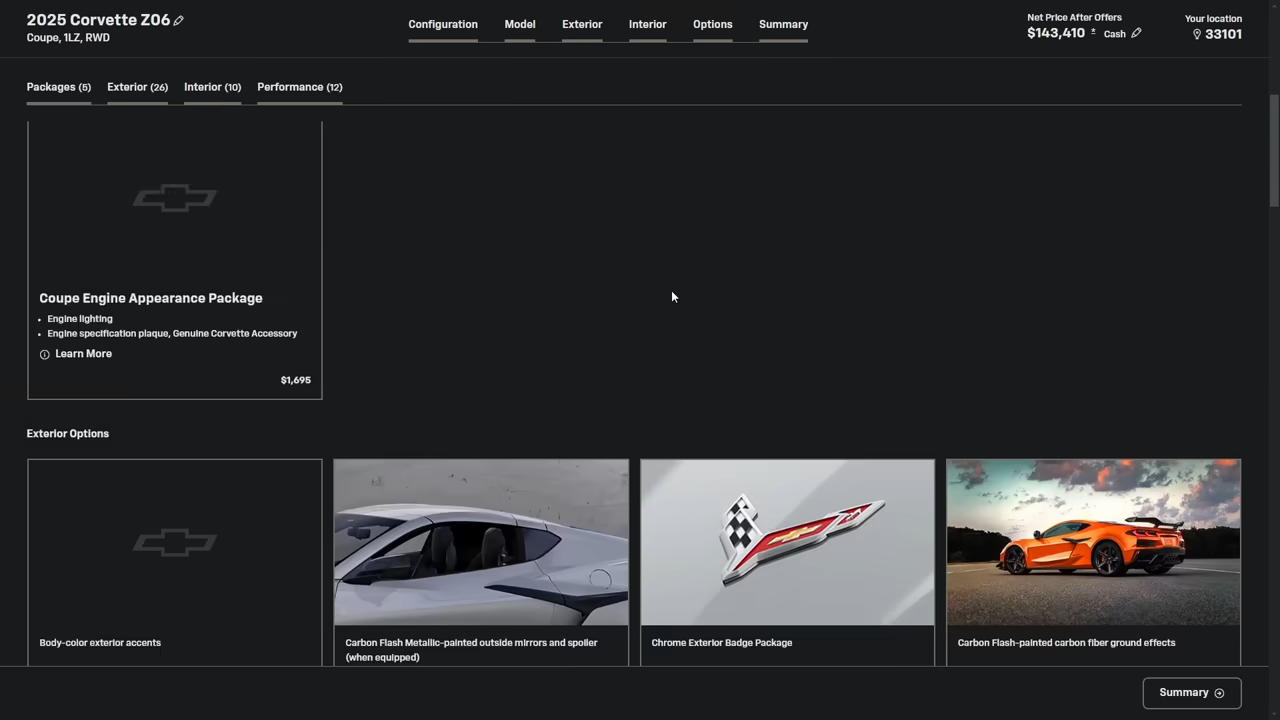 2025 Corvette Z06
Coupe, 1LZ, RWD
Configuration
Model
Exterior
Interior
Options
Summary
Net Price After Offers
$143,410 * Cash
Your location
33101
Packages (5)
Exterior (26)
Interior (10)
Performance (12)
Coupe Engine Appearance Package
• Engine lighting
• Engine specification plaque, Genuine Corvette Accessory
Learn More
$1,695
Exterior Options
Body-color exterior accents
Carbon Flash Metallic-painted outside mirrors and spoiler
(when equipped)
Chrome Exterior Badge Package
Carbon Flash-painted carbon fiber ground effects
Summary